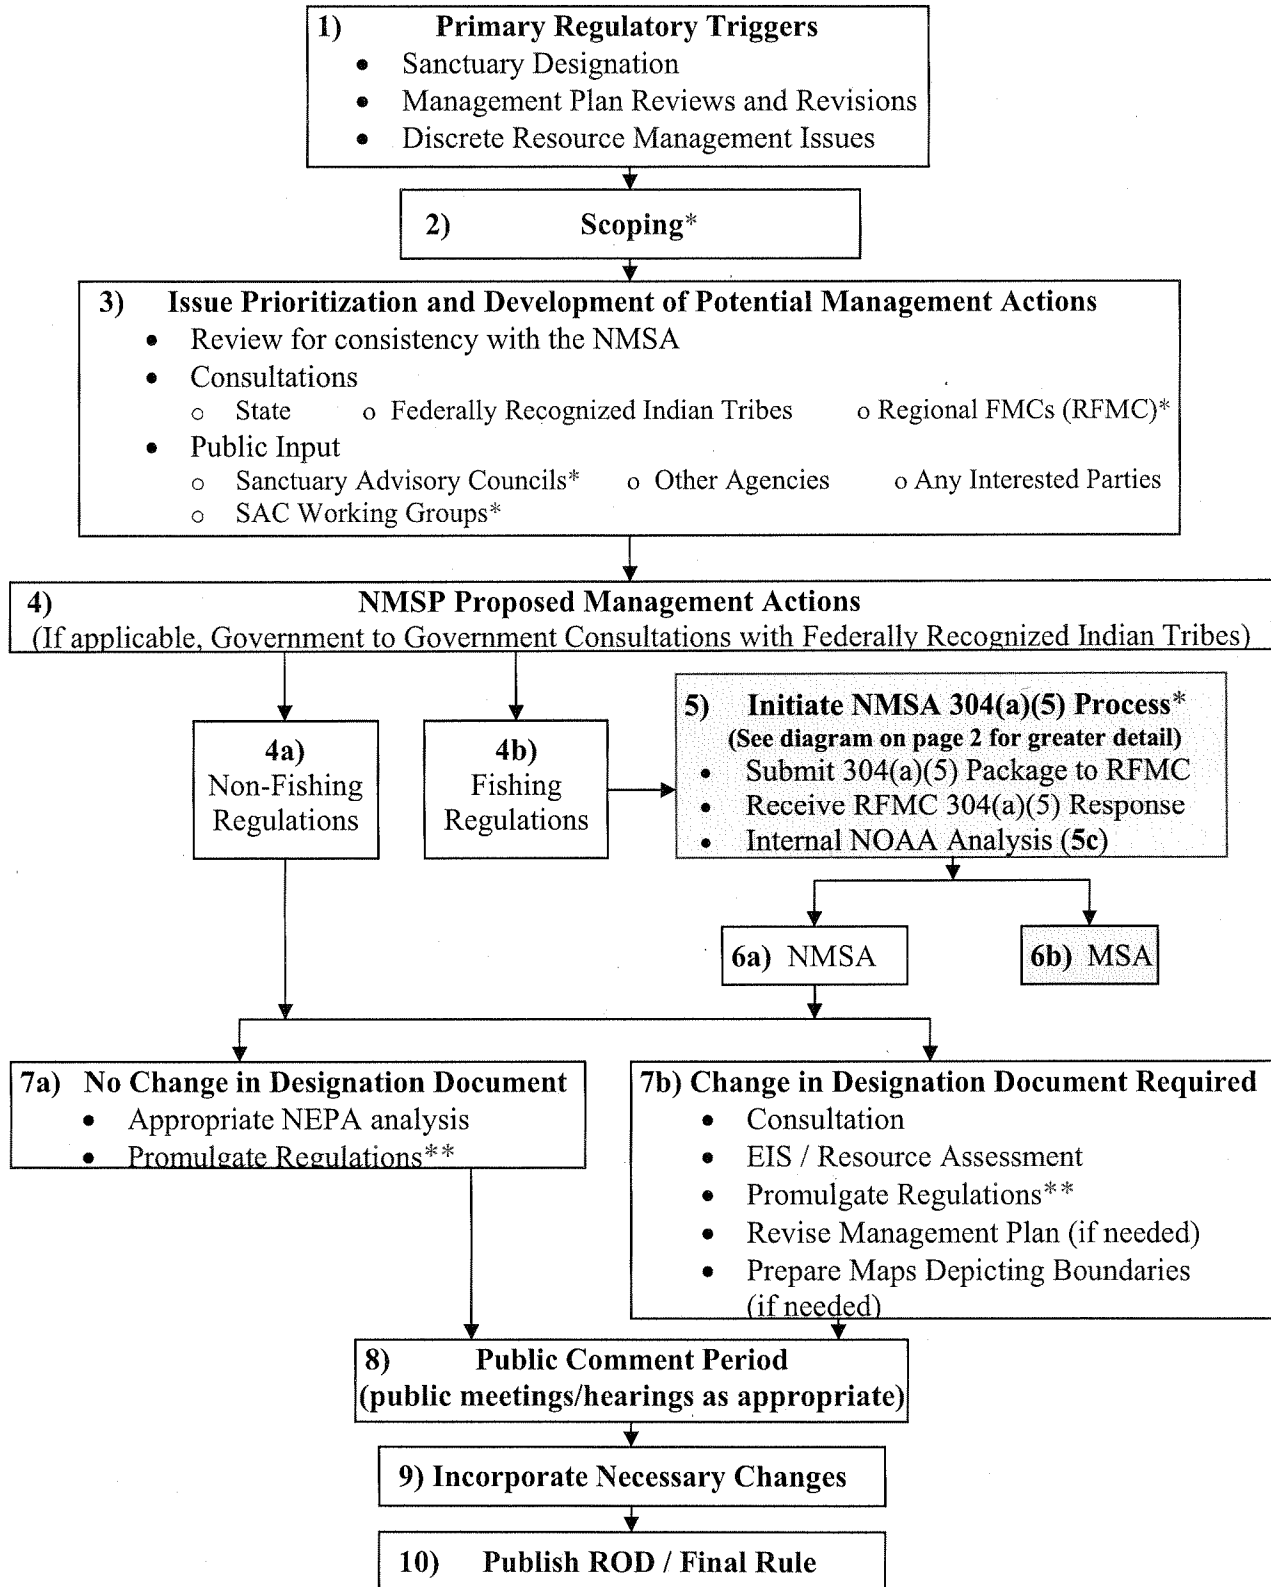 1) Primary Regulatory Triggers
• Sanctuary Designation
• Management Plan Reviews and Revisions
• Discrete Resource Management Issues
2) Scoping*
3) Issue Prioritization and Development of Potential Management Actions
• Review for consistency with the NMSA
• Consultations
o State o Federally Recognized Indian Tribes o Regional FMCs (RFMC)*
• Public Input
o Sanctuary Advisory Councils* o Other Agencies o Any Interested Parties
o SAC Working Groups*
4) NMSP Proposed Management Actions
(If applicable, Government to Government Consultations with Federally Recognized Indian Tribes)
4a)
Non-Fishing
Regulations
4b)
Fishing
Regulations
5) Initiate NMSA 304(a)(5) Process*
(See diagram on page 2 for greater detail)
• Submit 304(a)(5) Package to RFMC
• Receive RFMC 304(a)(5) Response
• Internal NOAA Analysis (5c)
6a) NMSA
6b) MSA
7a) No Change in Designation Document
• Appropriate NEPA analysis
• Promulgate Regulations**
7b) Change in Designation Document Required
• Consultation
• EIS / Resource Assessment
• Promulgate Regulations**
• Revise Management Plan (if needed)
• Prepare Maps Depicting Boundaries
(if needed)
8) Public Comment Period
(public meetings/hearings as appropriate)
9) Incorporate Necessary Changes
10) Publish ROD / Final Rule